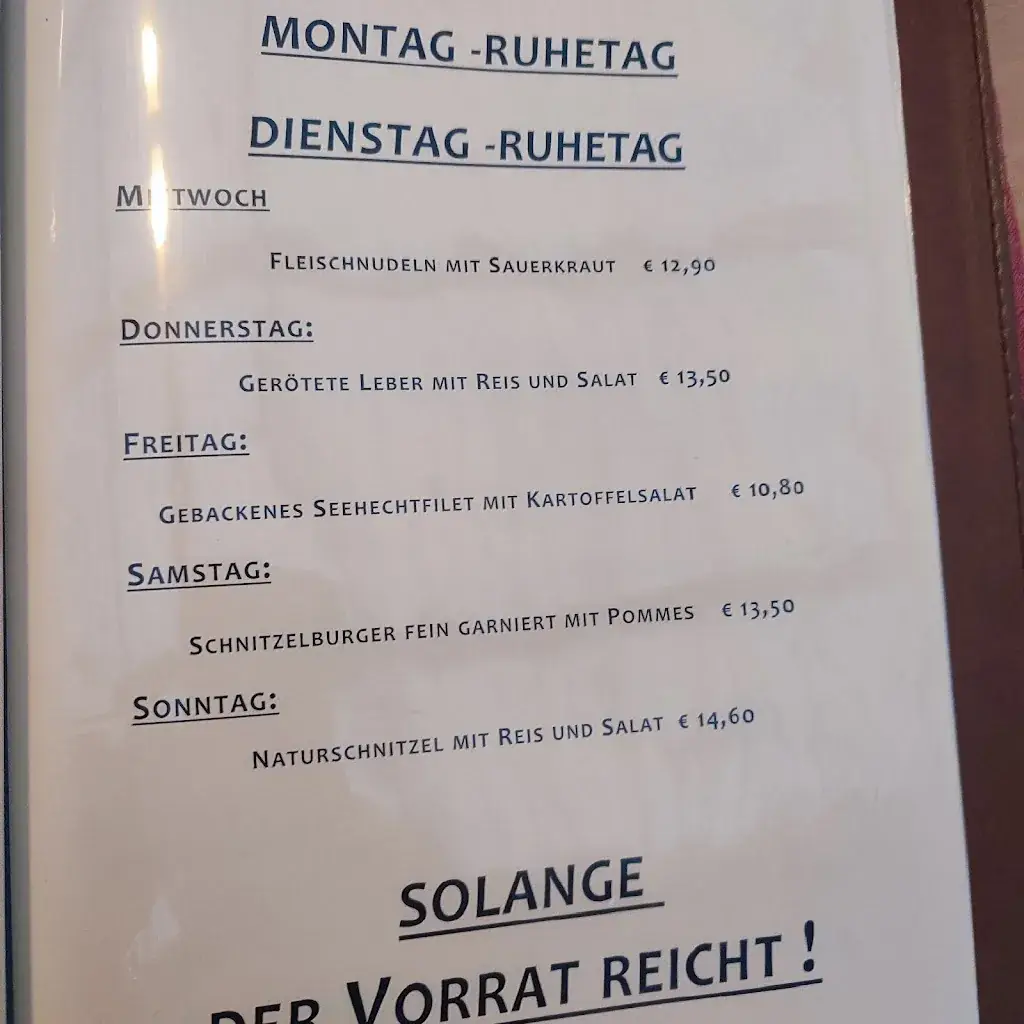 MONTAG -RUHETAG
DIENSTAG -RUHETAG
MITTWOCH
FLEISCHNUDELN MIT SAUERKRAUT € 12,90
DONNERSTAG:
GERÖTETE LEBER MIT REIS UND SALAT € 13,50
FREITAG:
GEBACKENES SEEHECHTFILET MIT KARTOFFELSALAT € 10,80
SAMSTAG:
SCHNITZELBURGER FEIN GARNIERT MIT POMMES € 13,50
SONNTAG:
NATURSCHNITZEL MIT REIS UND SALAT € 14,60
SOLANGE
DER VORRAT REICHT !